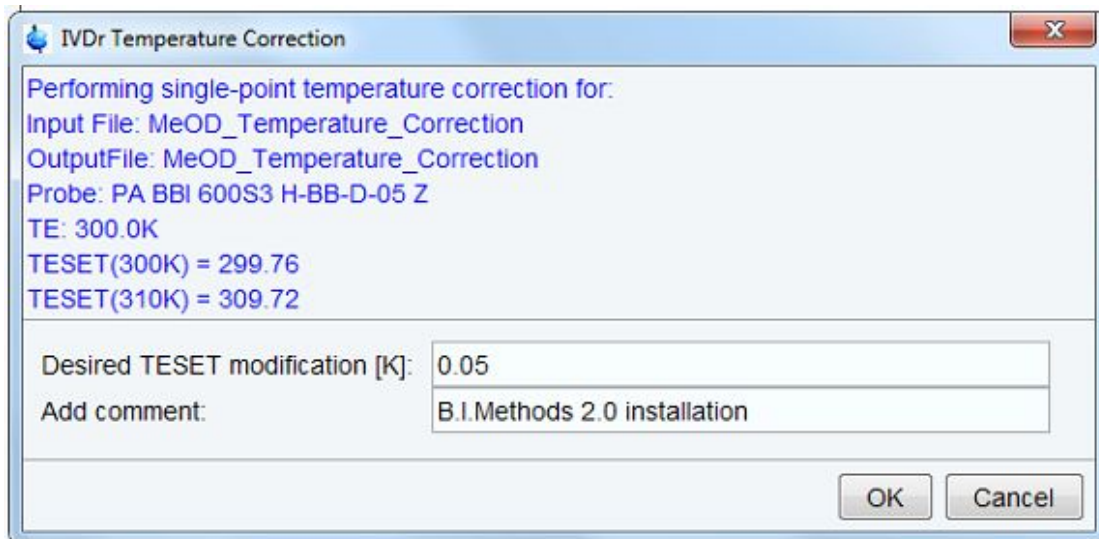 IVDr Temperature Correction
Performing single-point temperature correction for:
Input File: MeOD_Temperature_Correction
OutputFile: MeOD_Temperature_Correction
Probe: PA BBI 600S3 H-BB-D-05 Z
TE: 300.0K
TESET(300K) = 299.76
TESET(310K) = 309.72
Desired TESET modification [K]: 0.05
Add comment: B.I.Methods 2.0 installation
OK Cancel